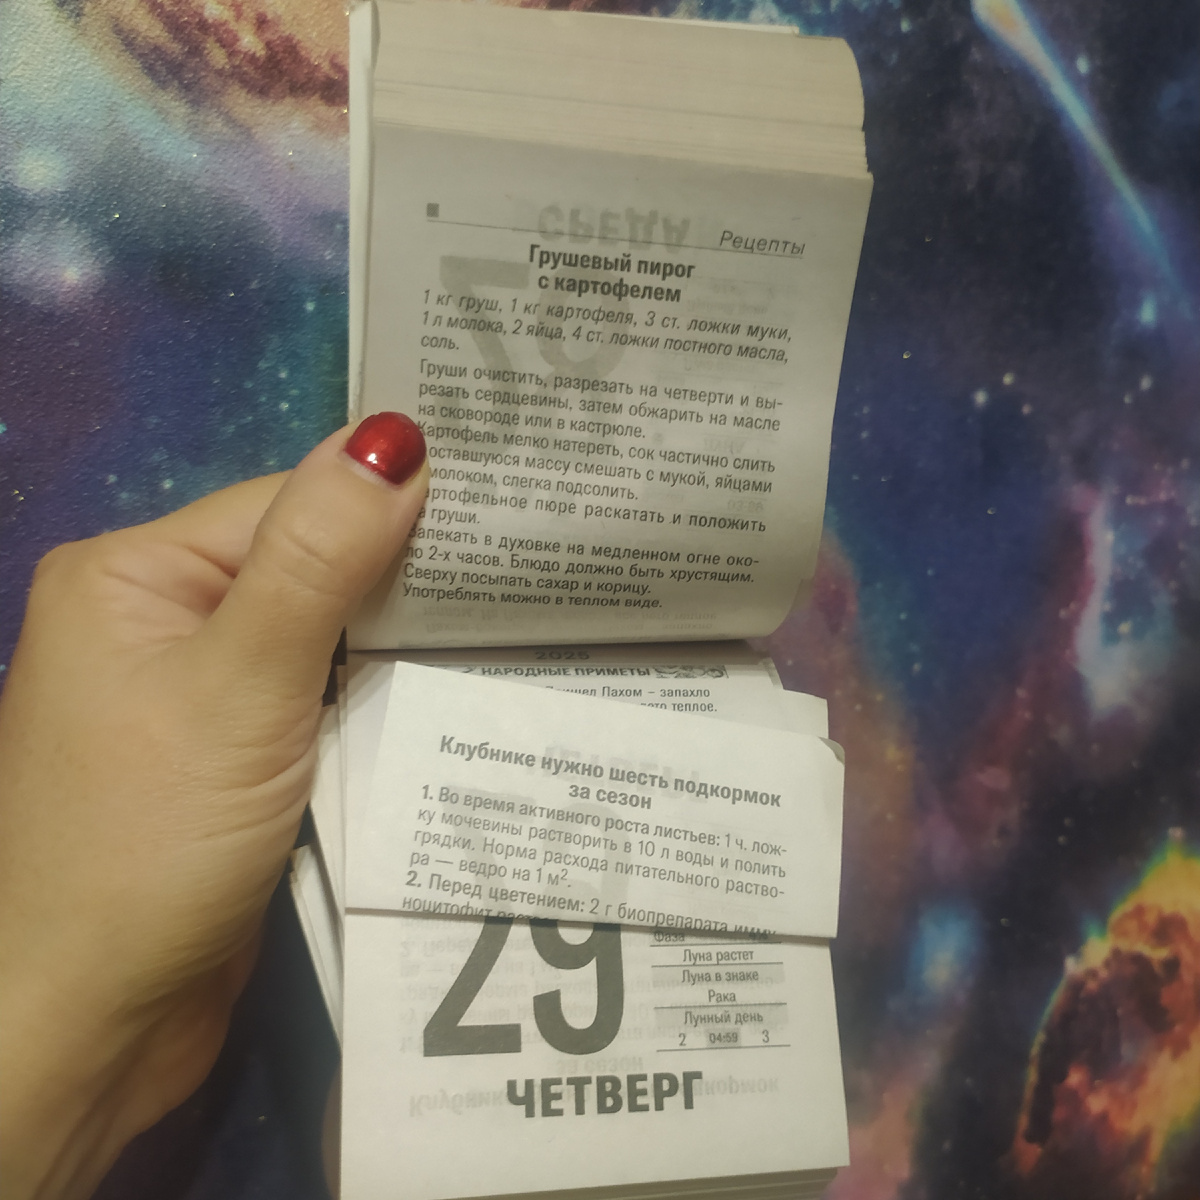 Рецепты
Грушевый пирог
с картофелем
1 кг груш, 1 кг картофеля, 3 ст. ложки муки,
1 л молока, 2 яйца, 4 ст. ложки постного масла,
соль.
Груши очистить, разрезать на четверти и вы-
резать сердцевины, затем обжарить на масле
на сковороде или в кастрюле.
Картофель мелко натереть, сок частично слить
оставшуюся массу смешать с мукой, яйцами
молоком, слегка подсолить.
артофельное пюре раскатать и положить
а груши.
Запекать в духовке на медленном огне око-
ло 2-х часов. Блюдо должно быть хрустящим.
Сверху посыпать сахар и корицу.
Употреблять можно в теплом виде.
2025
НАРОДНЫЕ ПРИМЕТЫ
Пахом – запахло
теплое.
Клубнике нужно шесть подкормок
за сезон
1. Во время активного роста листьев: 1 ч. лож-
ку мочевины растворить в 10 л воды и полить
грядки. Норма расхода питательного раство-
ра — ведро на 1 м².
2. Перед цветением: 2 г биопрепарата имму
ноцитофит
29
Фаза
Луна растет
Луна в знаке
Рака
Лунный день
2 04:59 3
ЧЕТВЕРГ